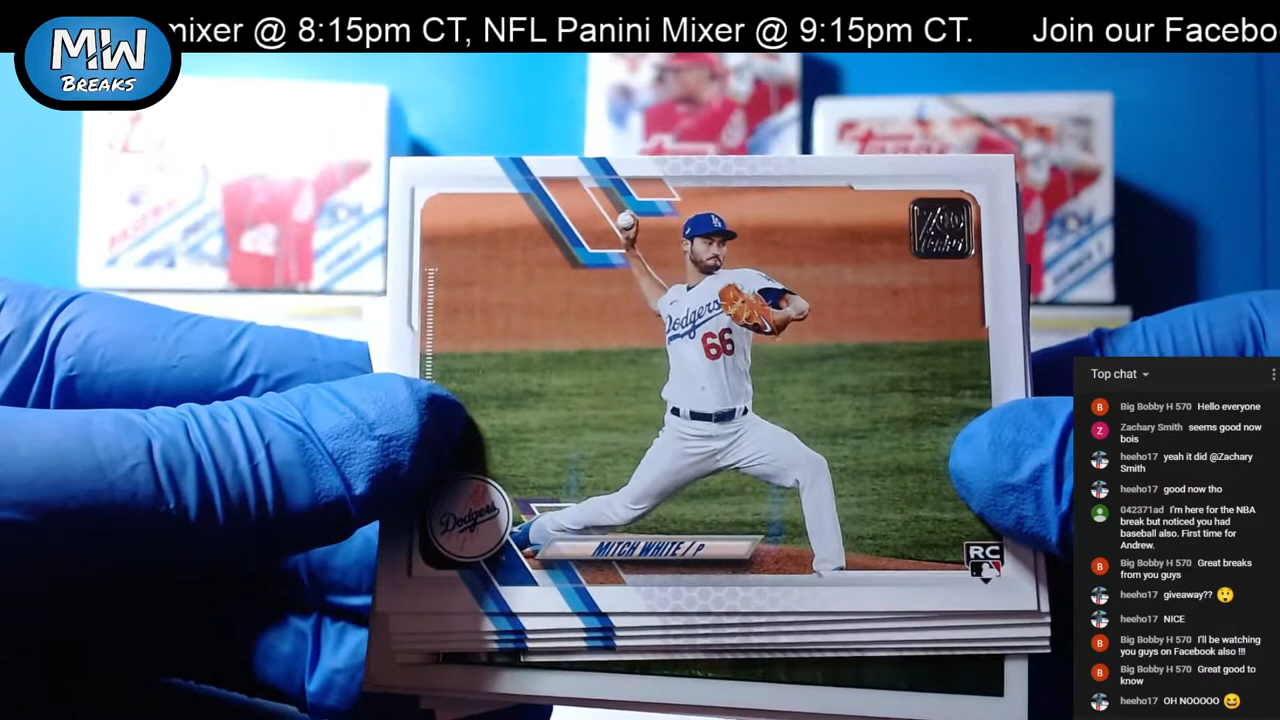 mixer @ 8:15pm CT, NFL Panini Mixer @ 9:15pm CT. Join our Facebo
MW
BREAKS
70
Dodgers
66
Dodgers
MITCH WHITE / P
RC
Top chat
B Big Bobby H 570 Hello everyone
Z Zachary Smith seems good now
bois
heeho17 yeah it did @Zachary
Smith
heeho17 good now tho
042371ad I'm here for the NBA
break but noticed you had
baseball also. First time for
Andrew.
B Big Bobby H 570 Great breaks
from you guys
heeho17 giveaway?? 😲
heeho17 NICE
B Big Bobby H 570 I'll be watching
you guys on Facebook also !!!
B Big Bobby H 570 Great good to
know
heeho17 OH NOOOOO 😆